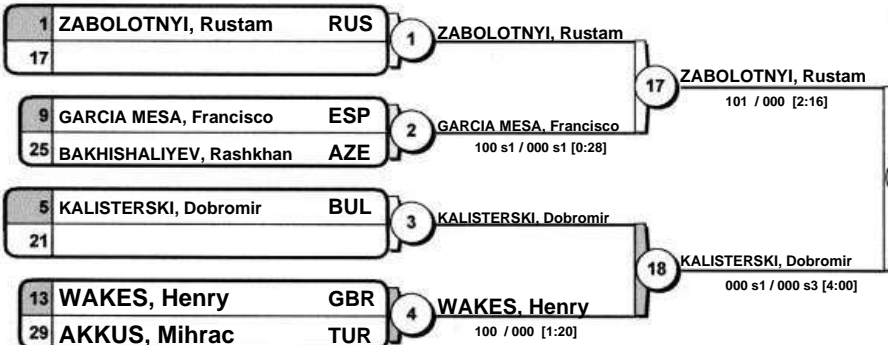 1 ZABOLOTNYI, Rustam RUS
17
1
ZABOLOTNYI, Rustam
9 GARCIA MESA, Francisco ESP
25 BAKHISHALIYEV, Rashkhan AZE
2
GARCIA MESA, Francisco
100 s1 / 000 s1 [0:28]
17
ZABOLOTNYI, Rustam
101 / 000 [2:16]
5 KALISTERSKI, Dobromir BUL
21
3
KALISTERSKI, Dobromir
13 WAKES, Henry GBR
29 AKKUS, Mihrac TUR
4
WAKES, Henry
100 / 000 [1:20]
18
KALISTERSKI, Dobromir
000 s1 / 000 s3 [4:00]